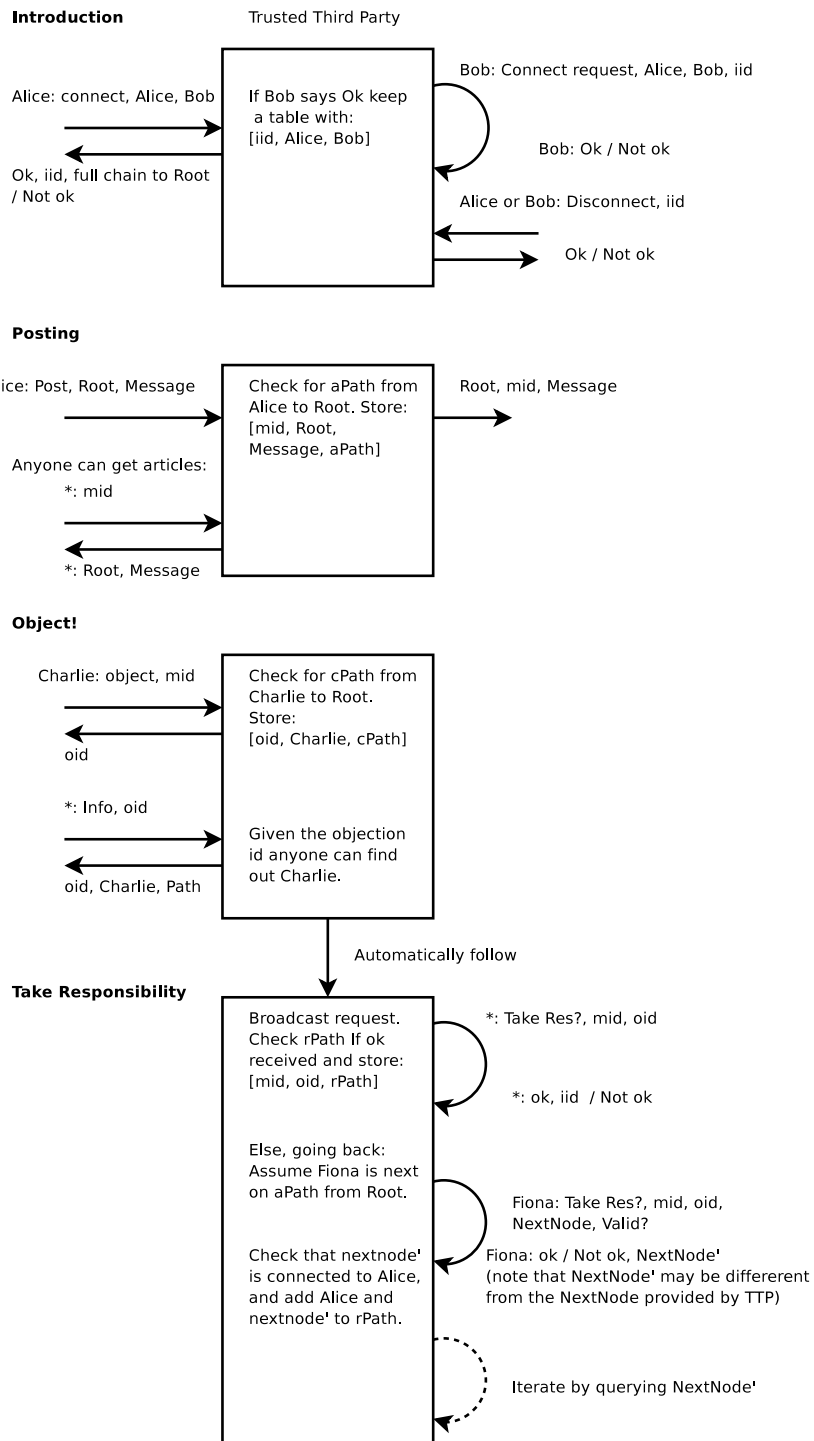 Introduction
Trusted Third Party
Alice: connect, Alice, Bob
Ok, iid, full chain to Root
/ Not ok
If Bob says Ok keep
a table with:
[iid, Alice, Bob]
Bob: Connect request, Alice, Bob, iid
Bob: Ok / Not ok
Alice or Bob: Disconnect, iid
Ok / Not ok
Posting
ice: Post, Root, Message
Check for aPath from
Alice to Root. Store:
[mid, Root,
Message, aPath]
Root, mid, Message
Anyone can get articles:
*: mid
*: Root, Message
Object!
Charlie: object, mid
oid
Check for cPath from
Charlie to Root.
Store:
[oid, Charlie, cPath]
*: Info, oid
oid, Charlie, Path
Given the objection
id anyone can find
out Charlie.
Automatically follow
Take Responsibility
Broadcast request.
Check rPath If ok
received and store:
[mid, oid, rPath]
*: Take Res?, mid, oid
*: ok, iid / Not ok
Else, going back:
Assume Fiona is next
on aPath from Root.
Fiona: Take Res?, mid, oid,
NextNode, Valid?
Check that nextnode'
is connected to Alice,
and add Alice and
nextnode' to rPath.
Fiona: ok / Not ok, NextNode'
(note that NextNode' may be differerent
from the NextNode provided by TTP)
Iterate by querying NextNode'